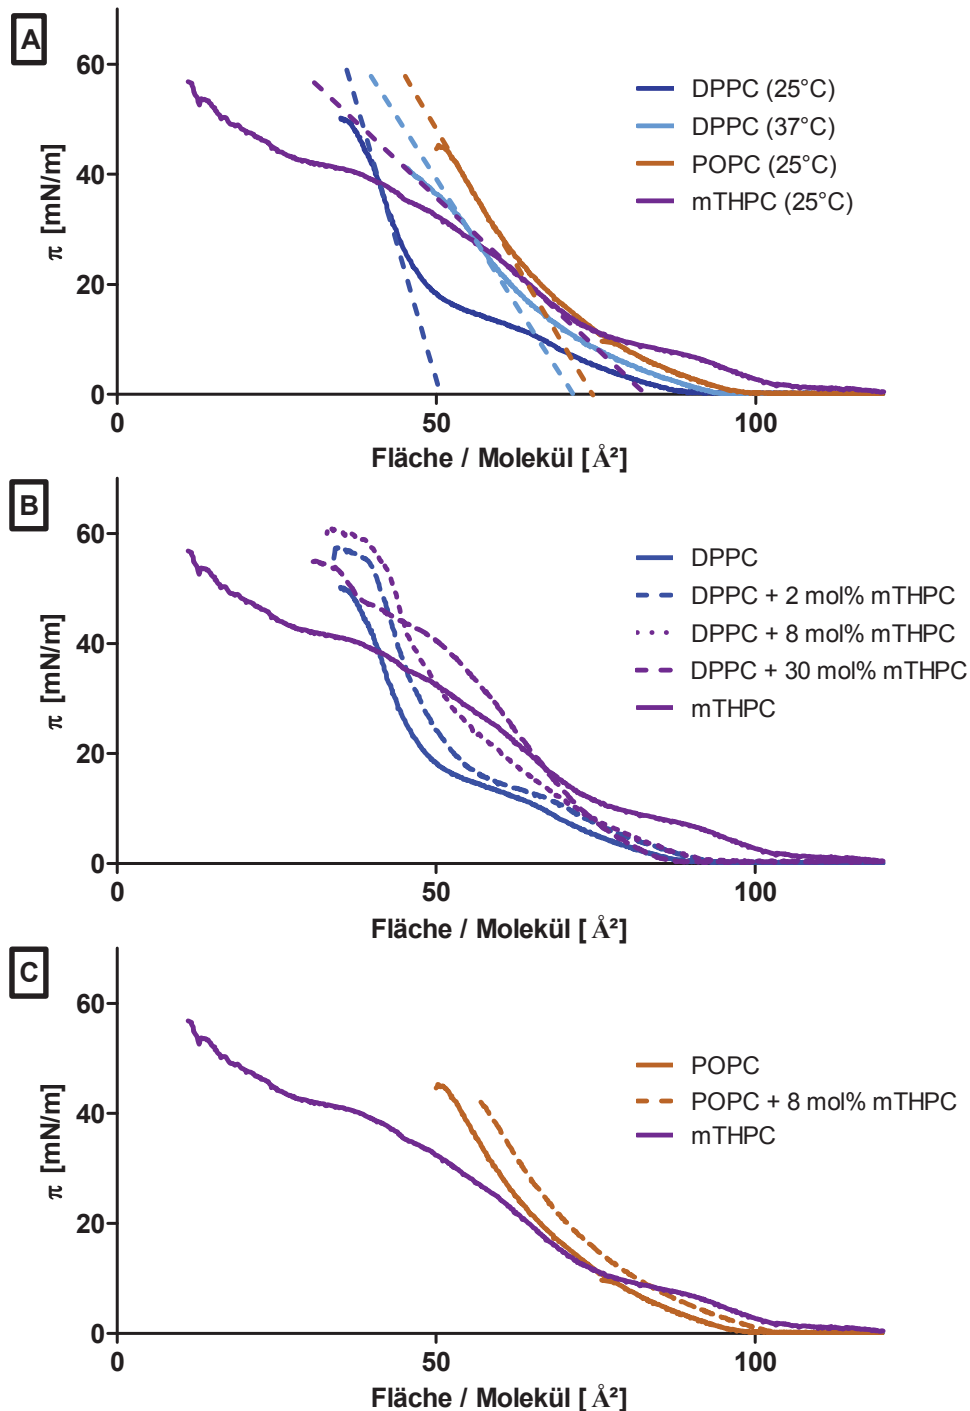 A
60
40
20
0
π [mN/m]
DPPC (25°C)
DPPC (37°C)
POPC (25°C)
mTHPC (25°C)
0 50 100
Fläche / Molekül [Å²]
B
60
40
20
0
π [mN/m]
DPPC
DPPC + 2 mol% mTHPC
DPPC + 8 mol% mTHPC
DPPC + 30 mol% mTHPC
mTHPC
0 50 100
Fläche / Molekül [Å²]
C
60
40
20
0
π [mN/m]
POPC
POPC + 8 mol% mTHPC
mTHPC
0 50 100
Fläche / Molekül [Å²]